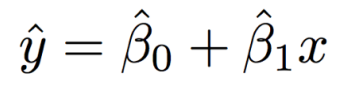 ŷ = β̂₀ + β̂₁x